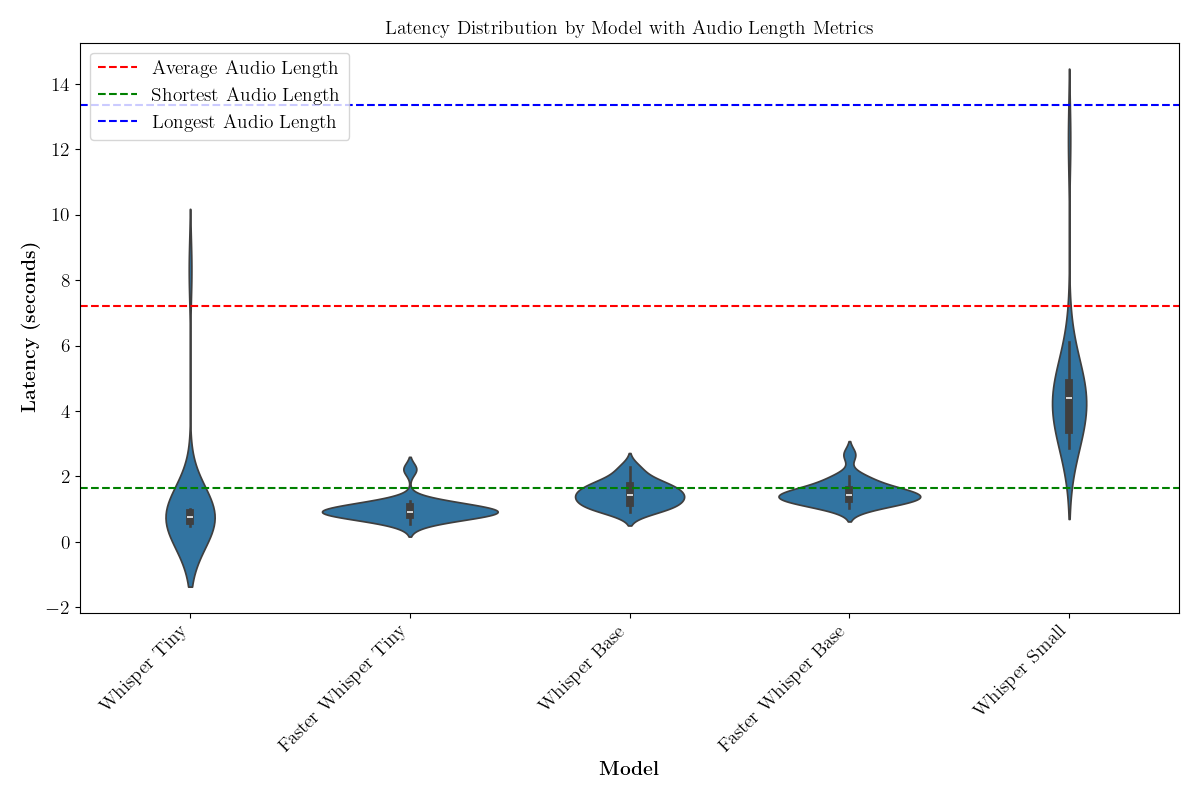 Latency Distribution by Model with Audio Length Metrics
Average Audio Length
Shortest Audio Length
Longest Audio Length
Latency (seconds)
14
12
10
8
6
4
2
0
−2
Whisper Tiny
Faster Whisper Tiny
Whisper Base
Faster Whisper Base
Whisper Small
Model